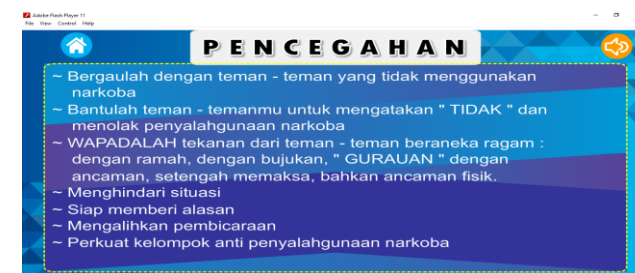 Adobe Flash Player 11
File View Control Help
PENCEGAHAN
~ Bergaulah dengan teman - teman yang tidak menggunakan
narkoba
~ Bantulah teman - temanmu untuk mengatakan " TIDAK " dan
menolak penyalahgunaan narkoba
~ WAPADALAH tekanan dari teman - teman beraneka ragam :
dengan ramah, dengan bujukan, " GURAUAN " dengan
ancaman, setengah memaksa, bahkan ancaman fisik.
~ Menghindari situasi
~ Siap memberi alasan
~ Mengalihkan pembicaraan
~ Perkuat kelompok anti penyalahgunaan narkoba